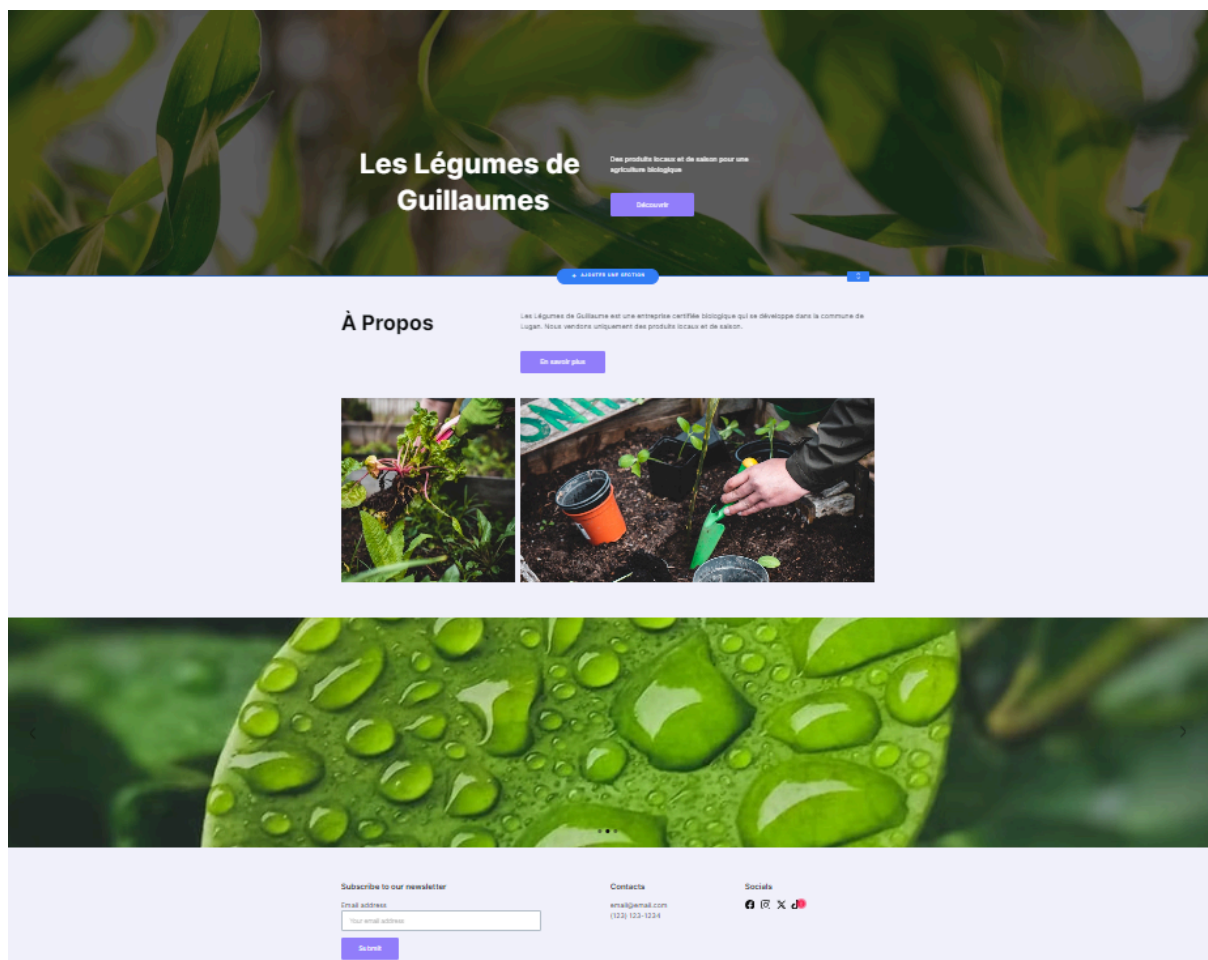 Les Légumes de
Guillaumes
Des produits locaux et de saison pour une
agriculture biologique
Découvrir
+ AJOUTER UNE SECTION
À Propos
Les Légumes de Guillaume est une entreprise certifiée biologique qui se développe dans la commune de
Lugan. Nous vendons uniquement des produits locaux et de saison.
En savoir plus
Subscribe to our newsletter
Email address
Your email address
Submit
Contacts
email@email.com
(123) 123-1234
Socials